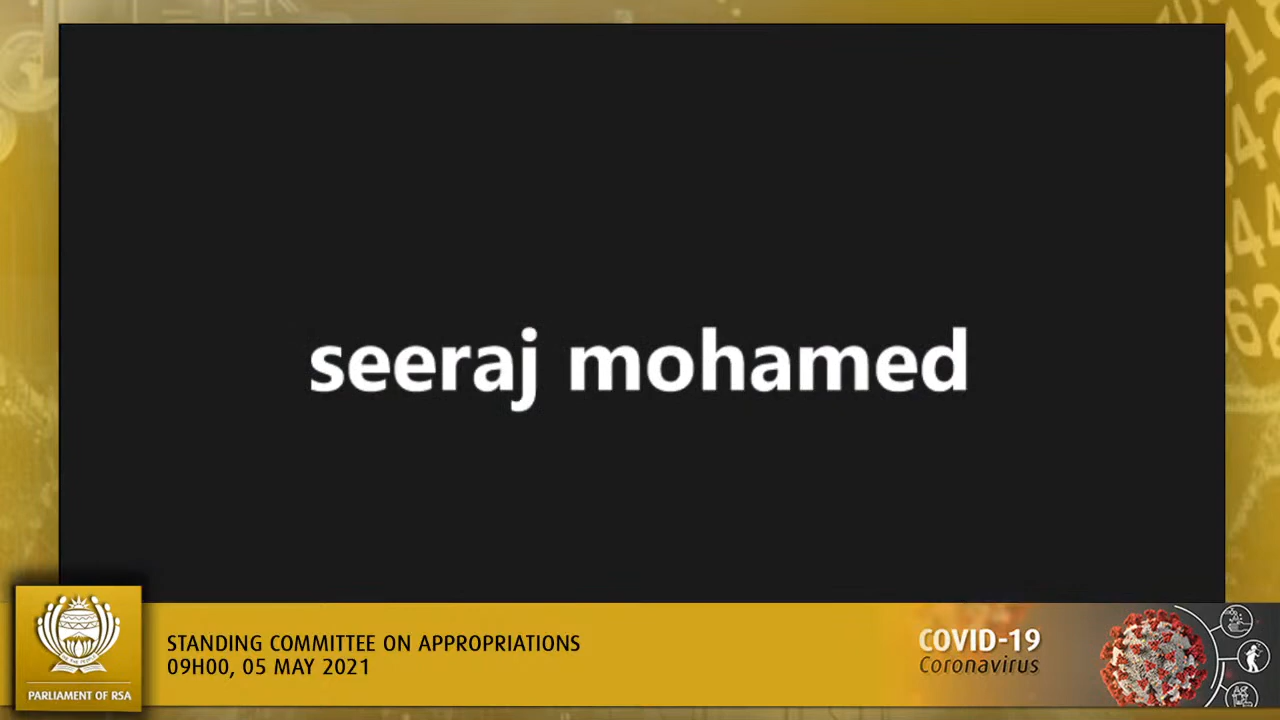 seeraj mohamed
STANDING COMMITTEE ON APPROPRIATIONS
09H00, 05 MAY 2021
PARLIAMENT OF RSA
COVID-19
Coronavirus